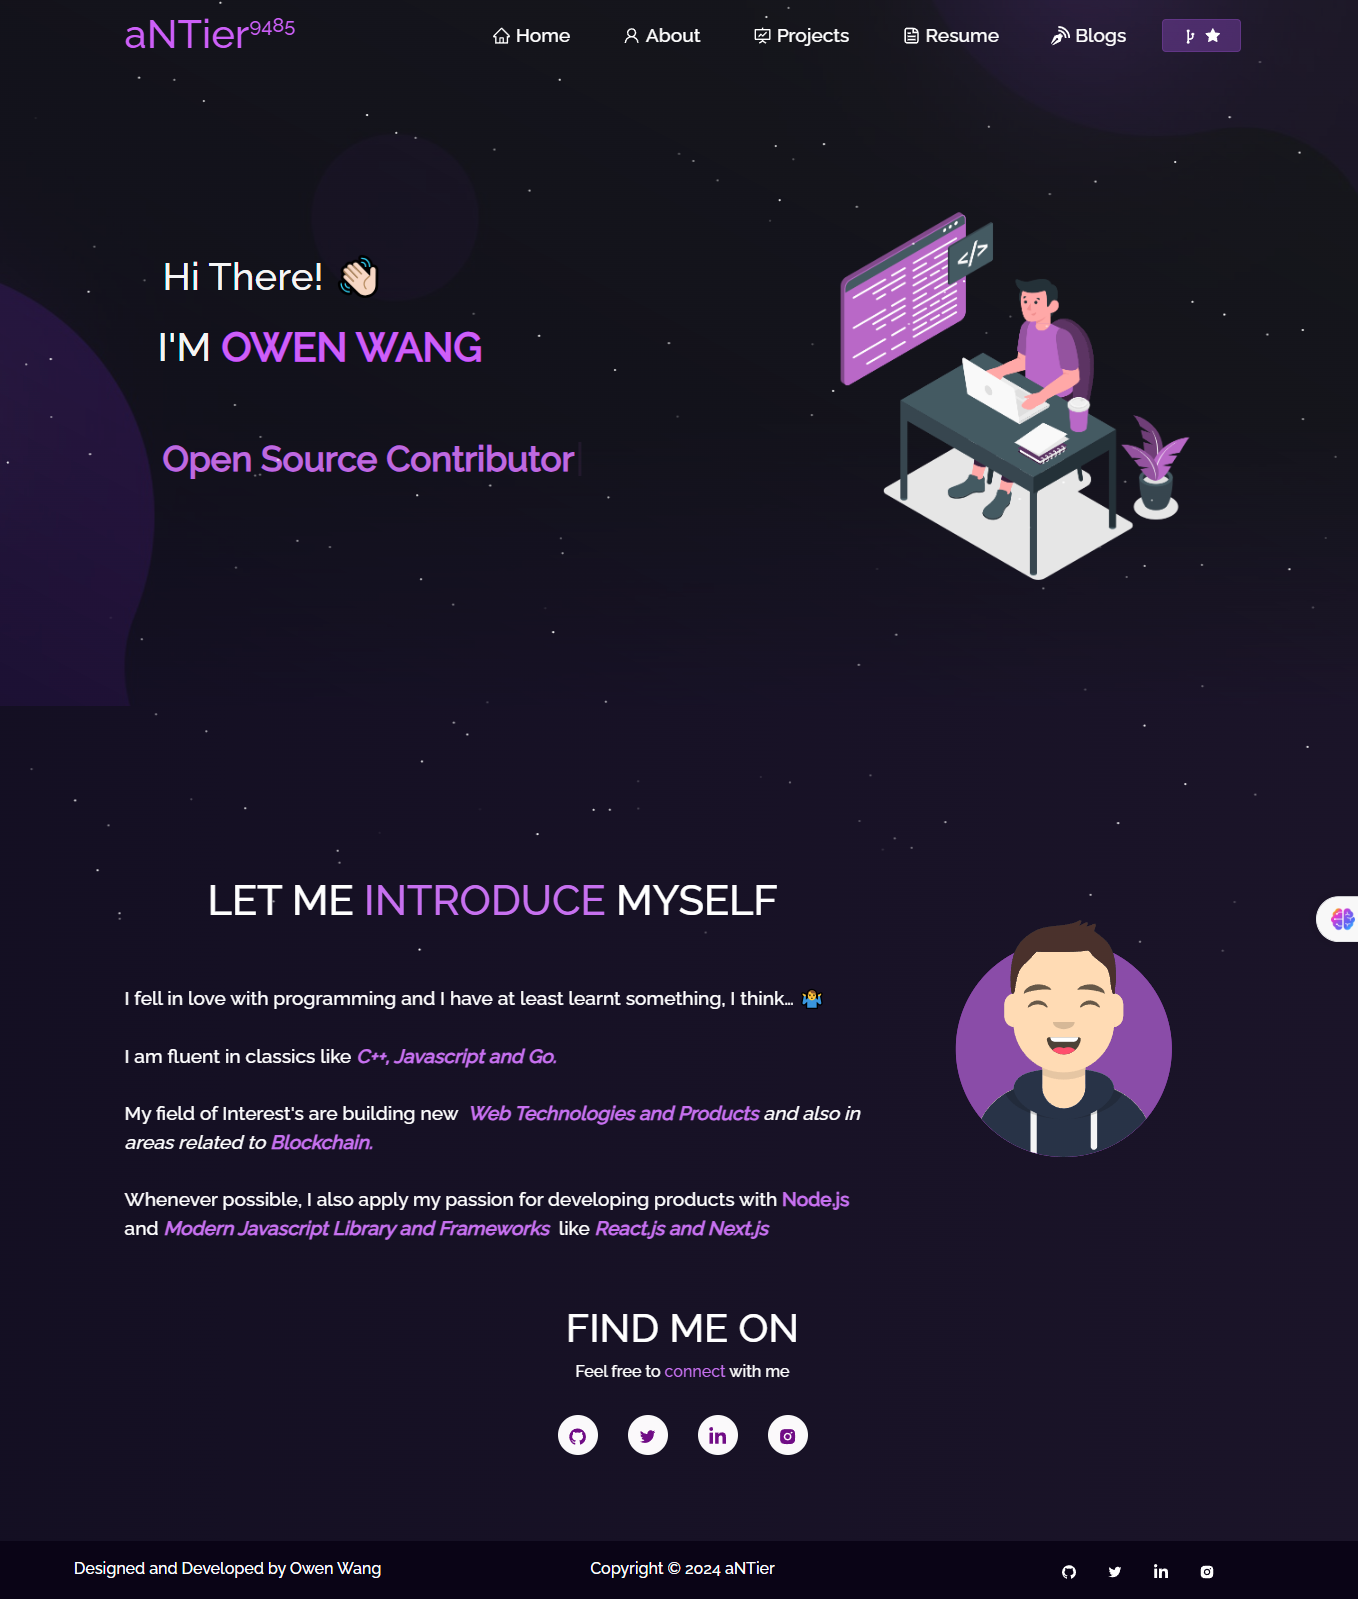 aNTier9485
Home
About
Projects
Resume
Blogs
Hi There! 👋🏻
I'M OWEN WANG
Open Source Contributor
</>
LET ME INTRODUCE MYSELF
I fell in love with programming and I have at least learnt something, I think… 🤷‍♂️
I am fluent in classics like C++, Javascript and Go.
My field of Interest's are building new Web Technologies and Products and also in
areas related to Blockchain.
Whenever possible, I also apply my passion for developing products with Node.js
and Modern Javascript Library and Frameworks like React.js and Next.js
FIND ME ON
Feel free to connect with me
Designed and Developed by Owen Wang
Copyright © 2024 aNTier